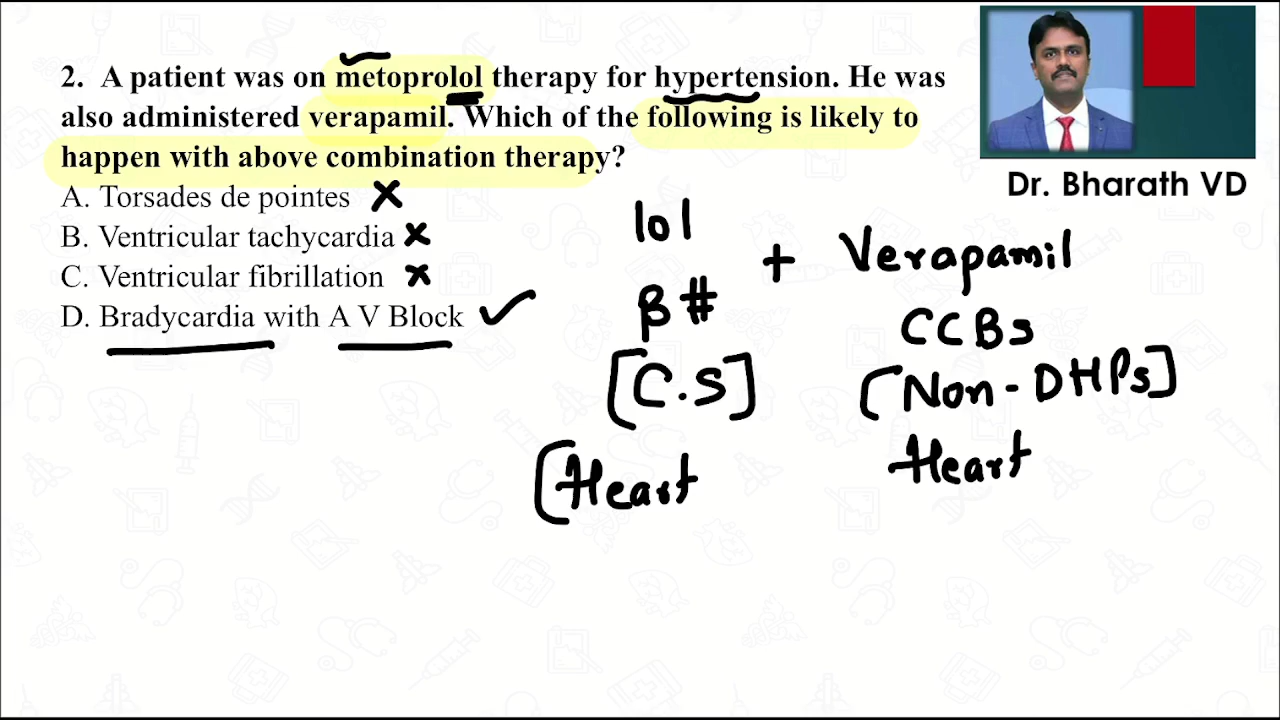 2. A patient was on metoprolol therapy for hypertension. He was
also administered verapamil. Which of the following is likely to
happen with above combination therapy?
A. Torsades de pointes
B. Ventricular tachycardia
C. Ventricular fibrillation
D. Bradycardia with A V Block
Dr. Bharath VD
lol + Verapamil
β # CCBs
[C.S] [Non-DHPs]
[Heart Heart